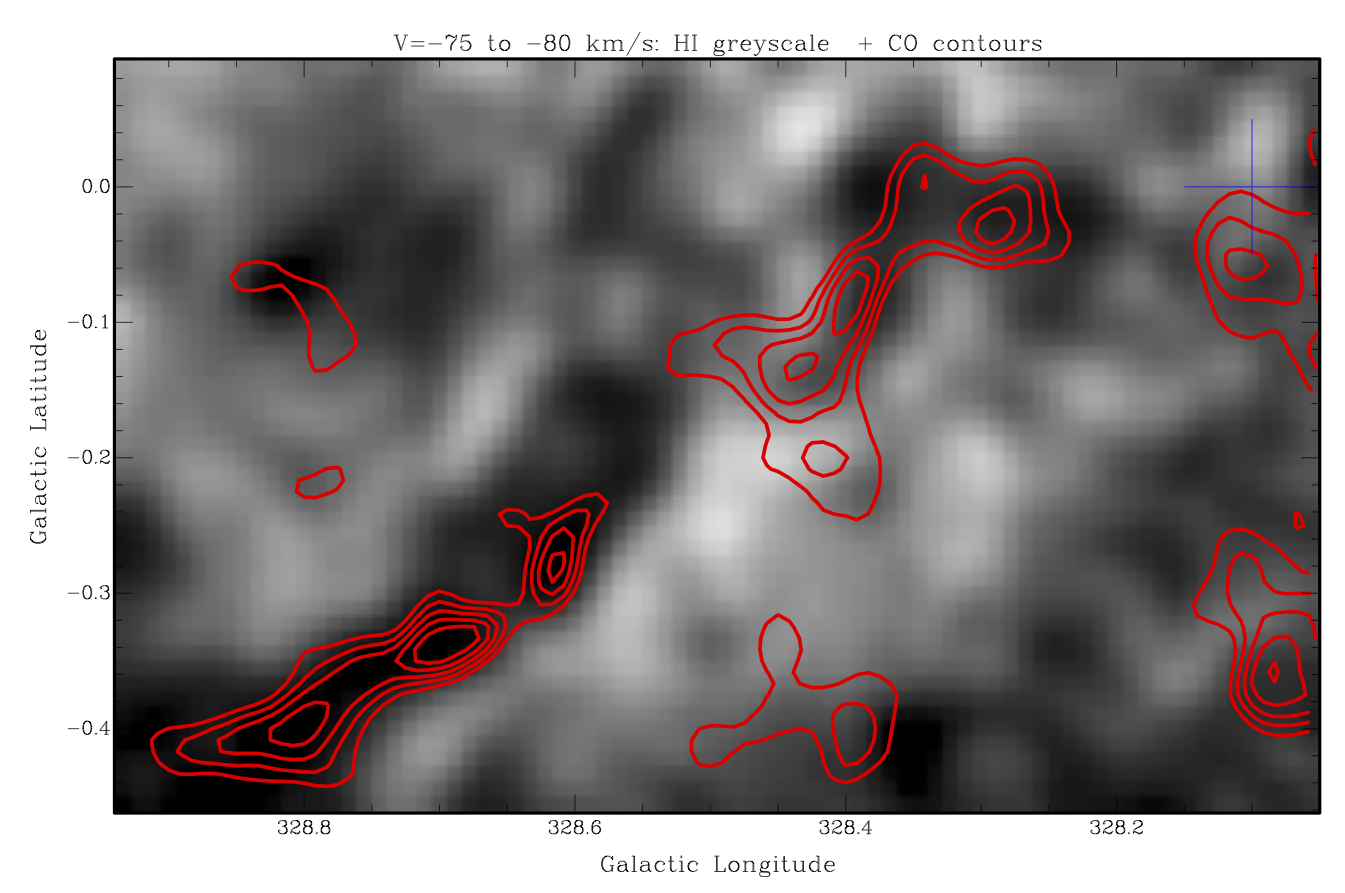 V=−75 to −80 km/s: HI greyscale + CO contours
0.0
−0.1
−0.2
−0.3
−0.4
Galactic Latitude
328.8 328.6 328.4 328.2
Galactic Longitude